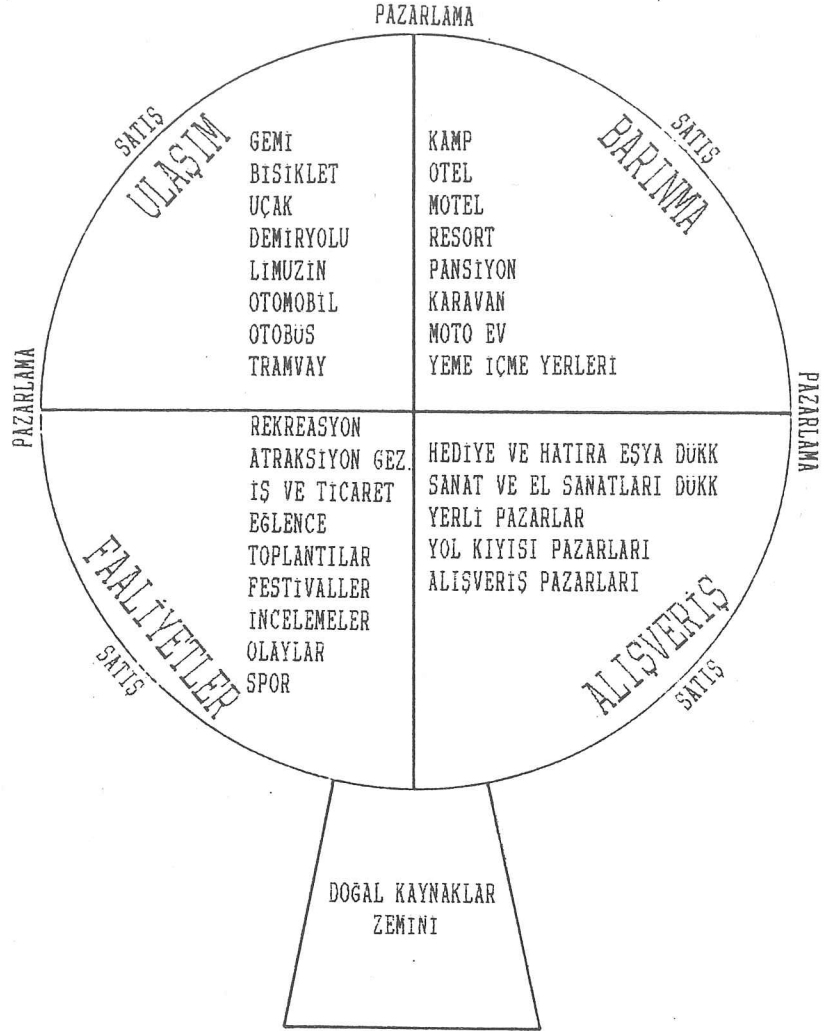 PAZARLAMA
SATIŞ
ULAŞIM
GEMİ
BİSİKLET
UÇAK
DEMİRYOLU
LİMUZİN
OTOMOBİL
OTOBÜS
TRAMVAY
SATIŞ
BARINMA
KAMP
OTEL
MOTEL
RESORT
PANSİYON
KARAVAN
MOTO EV
YEME İÇME YERLERİ
PAZARLAMA
PAZARLAMA
REKREASYON
ATRAKSİYON GEZ.
İŞ VE TİCARET
EĞLENCE
TOPLANTILAR
FESTİVALLER
İNCELEMELER
OLAYLAR
SPOR
FAALİYETLER
SATIŞ
HEDİYE VE HATIRA EŞYA DÜKK
SANAT VE EL SANATLARI DÜKK
YERLİ PAZARLAR
YOL KIYISI PAZARLARI
ALIŞVERİŞ PAZARLARI
ALIŞVERİŞ
SATIŞ
DOĞAL KAYNAKLAR
ZEMİNİ